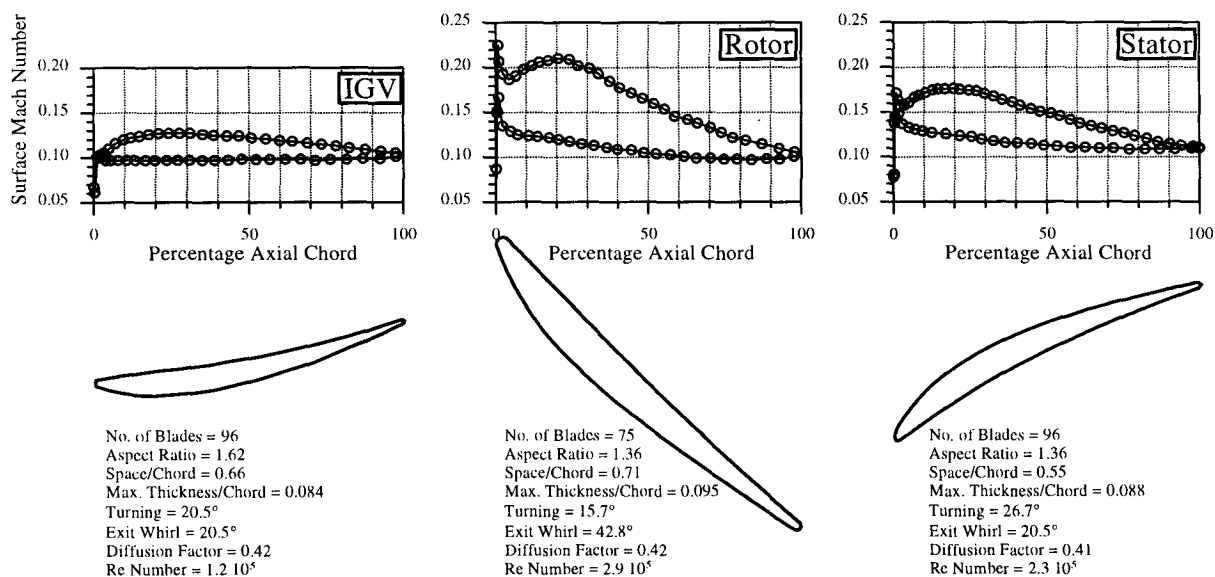 Surface Mach Number
0.20
0.15
0.10
0.05
IGV
0
50
100
Percentage Axial Chord
0.25
0.20
0.15
0.10
0.05
Rotor
0
50
100
Percentage Axial Chord
0.25
0.20
0.15
0.10
0.05
Stator
0
50
100
Percentage Axial Chord
No. of Blades = 96
Aspect Ratio = 1.62
Space/Chord = 0.66
Max. Thickness/Chord = 0.084
Turning = 20.5°
Exit Whirl = 20.5°
Diffusion Factor = 0.42
Re Number = 1.2 10⁵
No. of Blades = 75
Aspect Ratio = 1.36
Space/Chord = 0.71
Max. Thickness/Chord = 0.095
Turning = 15.7°
Exit Whirl = 42.8°
Diffusion Factor = 0.42
Re Number = 2.9 10⁵
No. of Blades = 96
Aspect Ratio = 1.36
Space/Chord = 0.55
Max. Thickness/Chord = 0.088
Turning = 26.7°
Exit Whirl = 20.5°
Diffusion Factor = 0.41
Re Number = 2.3 10⁵